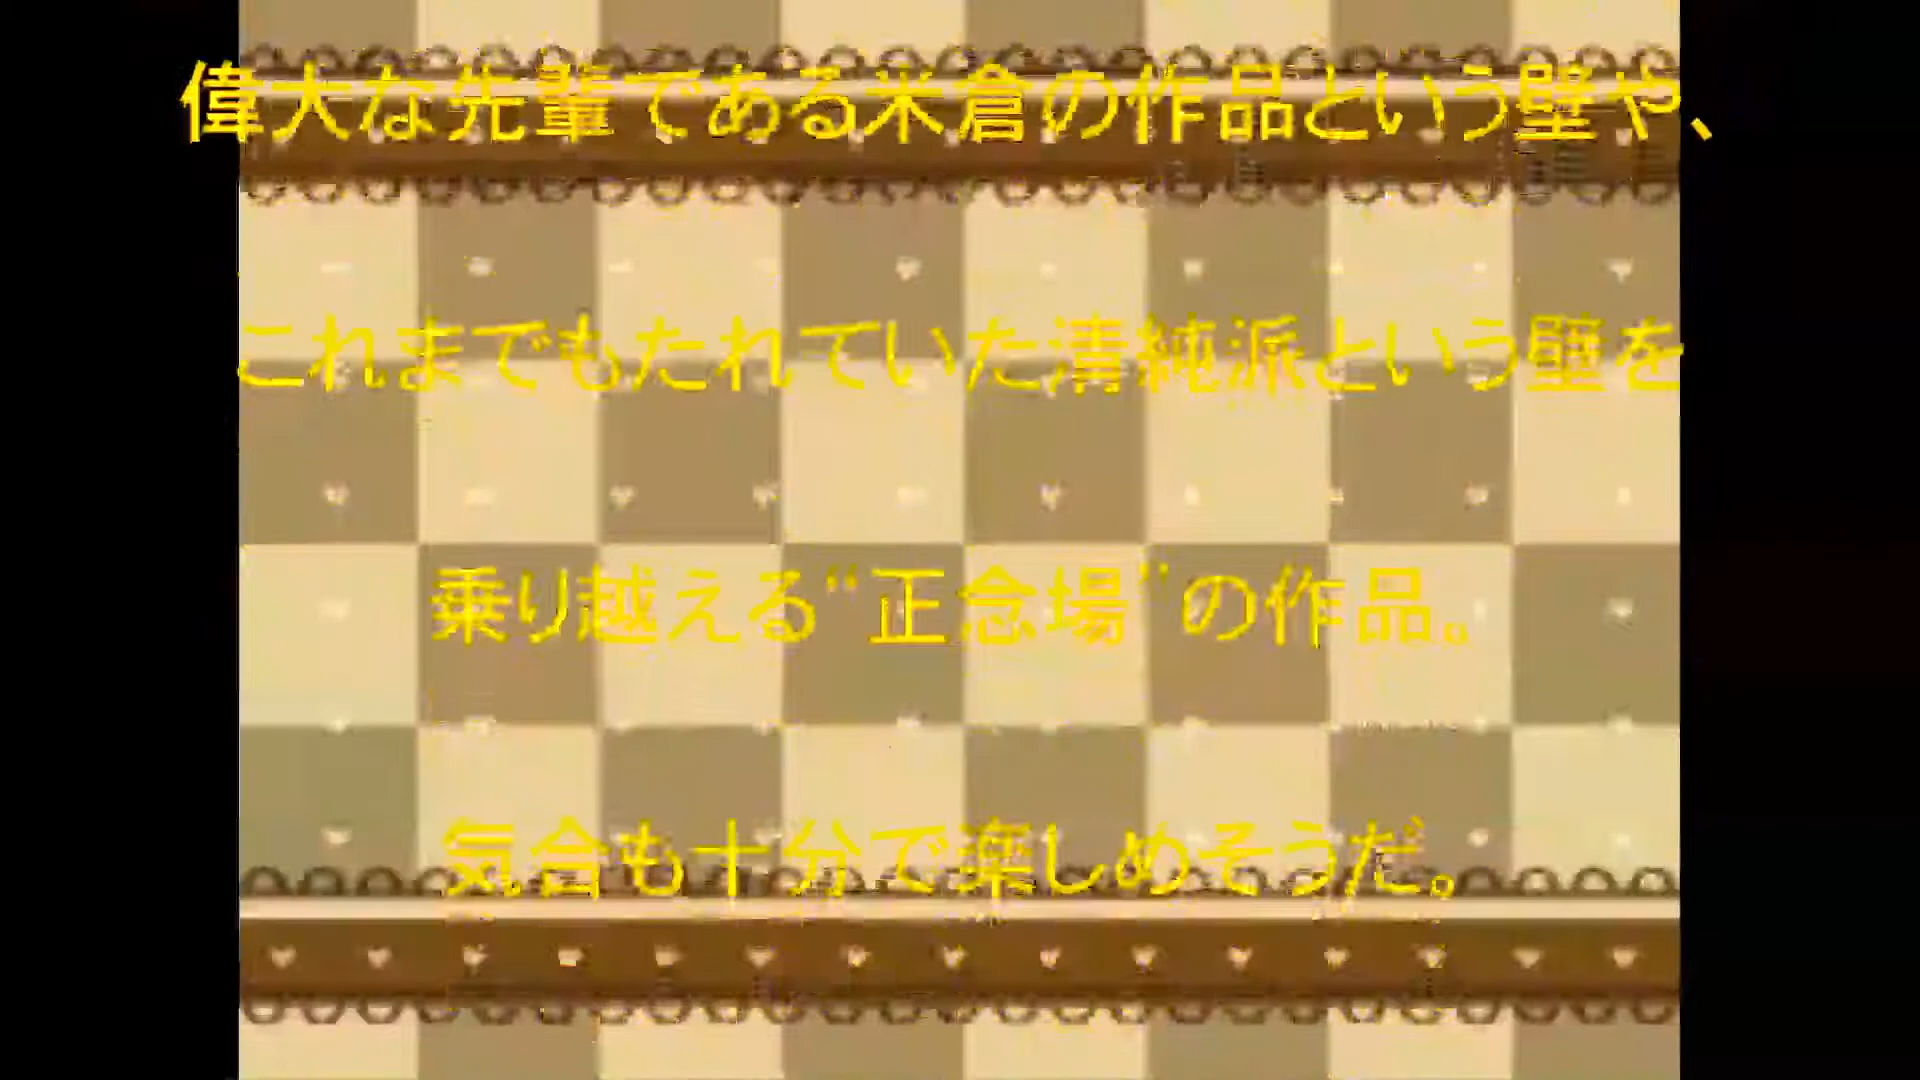 偉大な先輩である米倉の作品という壁や、
これまでもたれていた清純派という壁を
乗り越える“正念場”の作品。
気合も十分で楽しめそうだ。